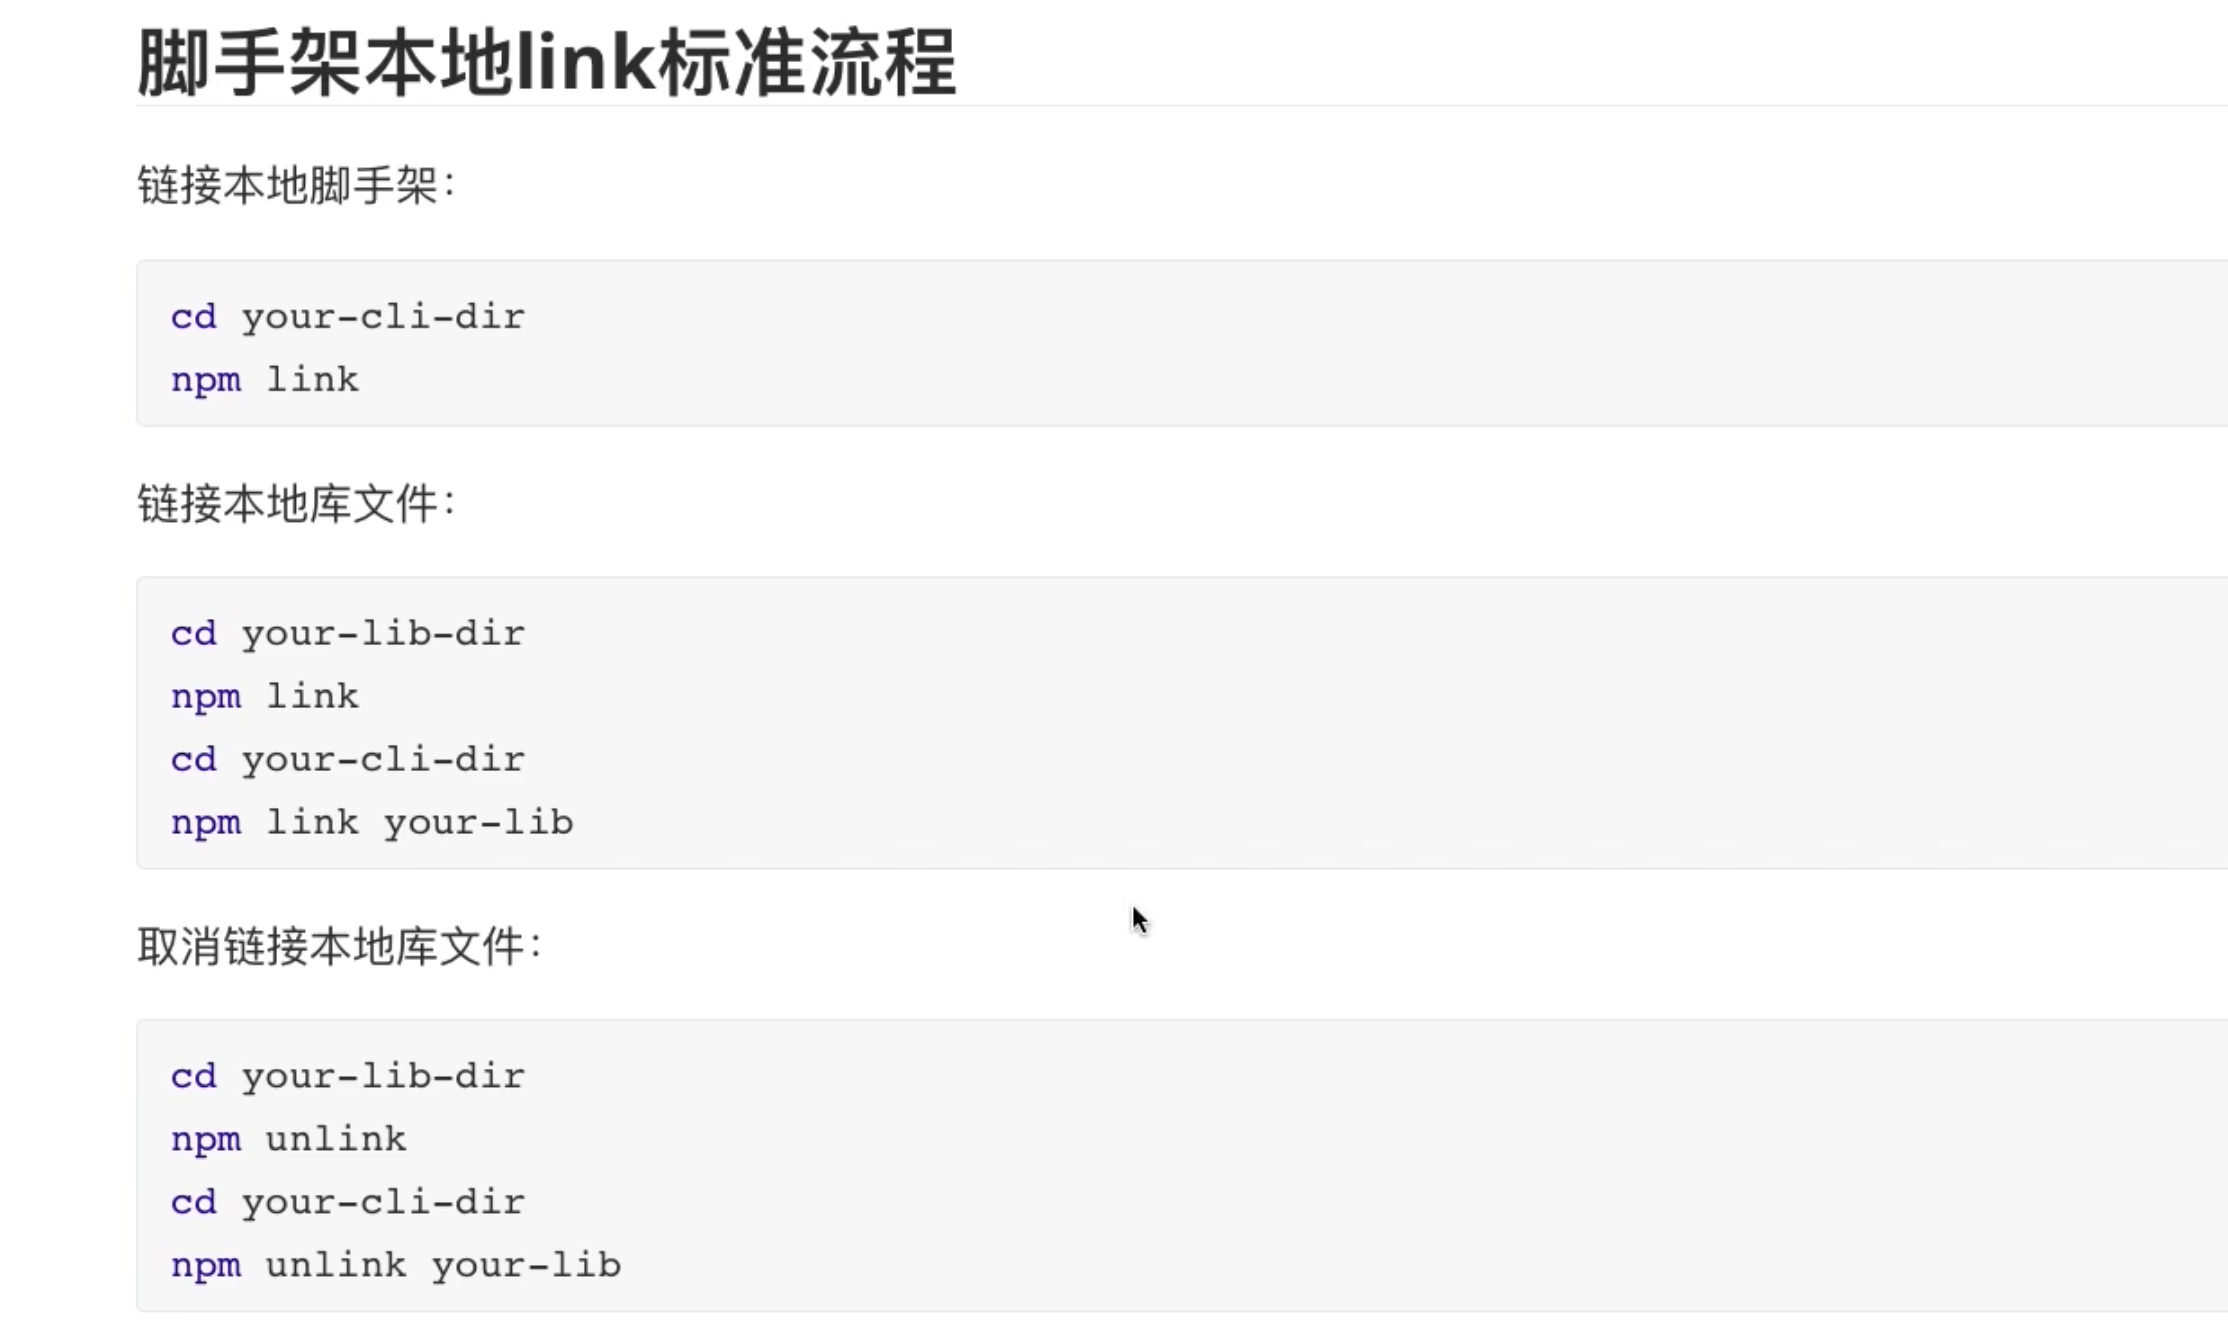 脚手架本地link标准流程
链接本地脚手架：
cd your-cli-dir
npm link
链接本地库文件：
cd your-lib-dir
npm link
cd your-cli-dir
npm link your-lib
取消链接本地库文件：
cd your-lib-dir
npm unlink
cd your-cli-dir
npm unlink your-lib